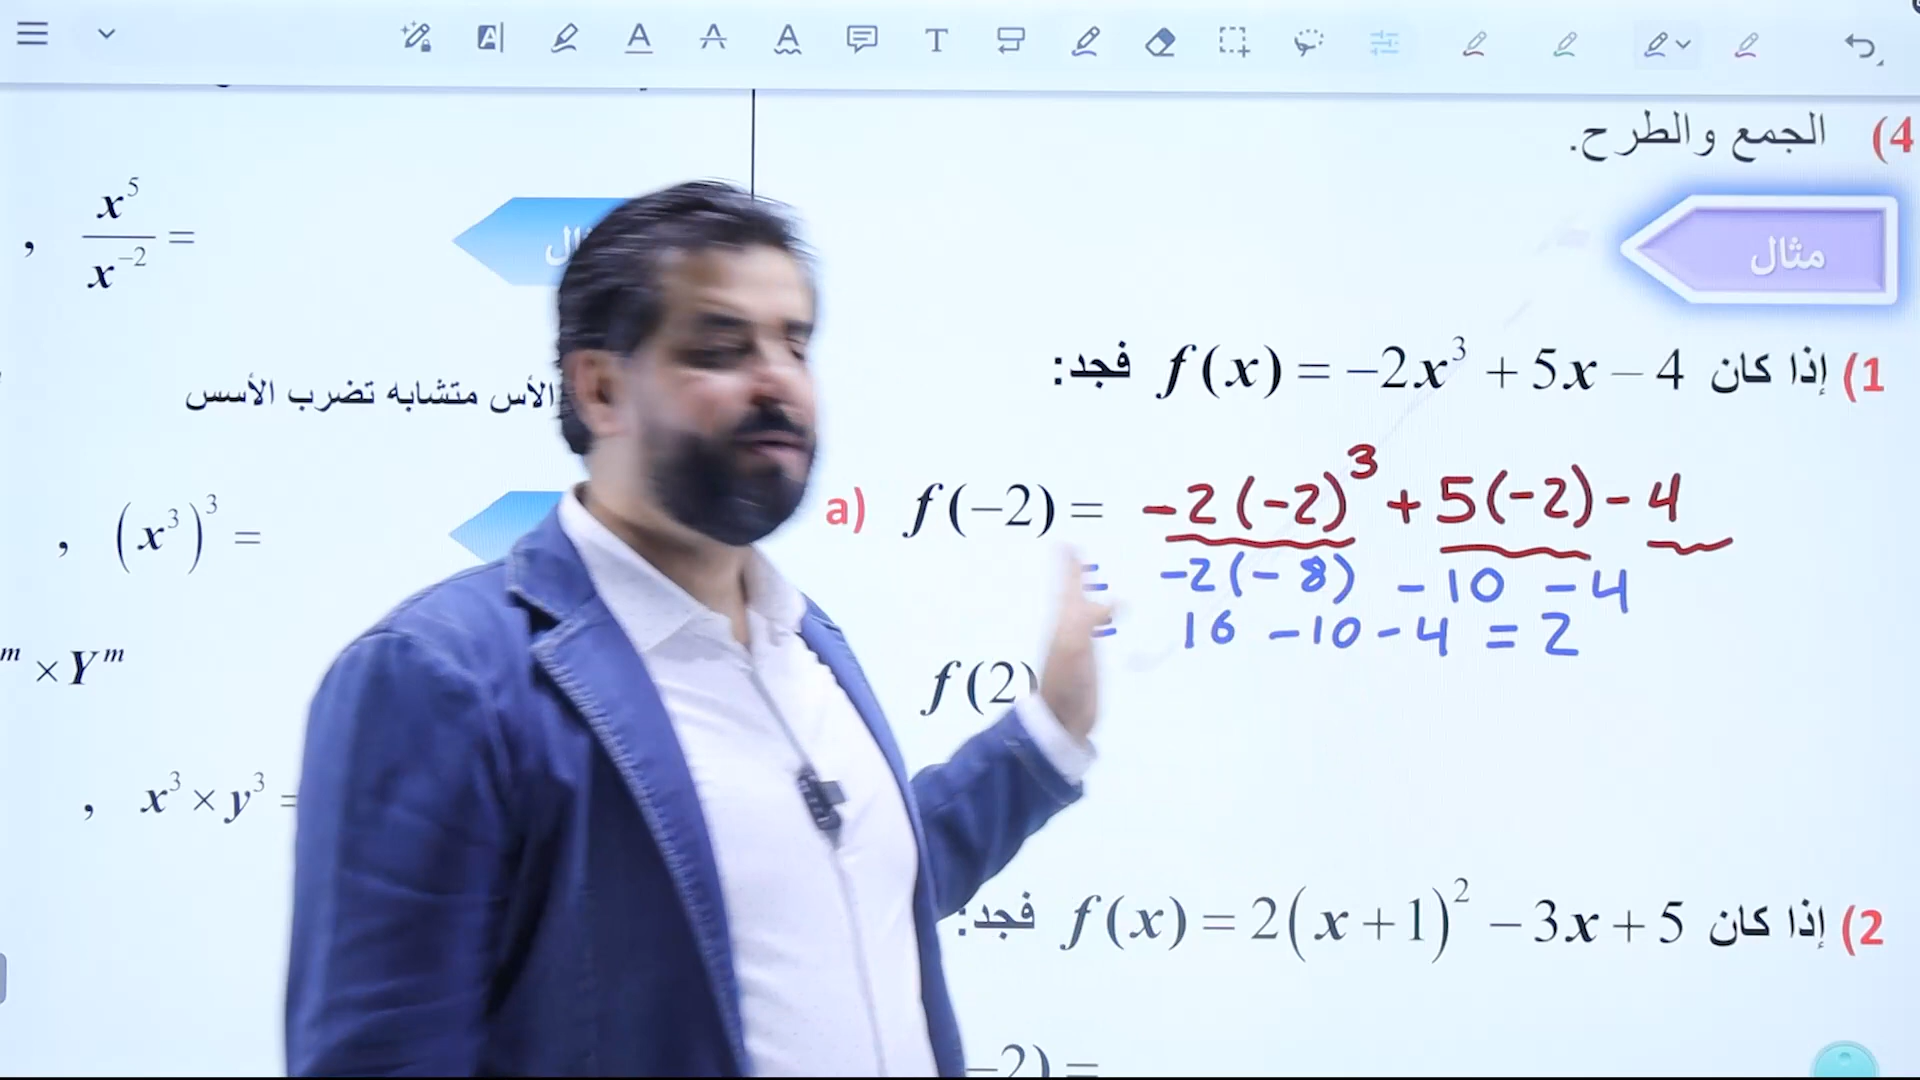 4) الجمع والطرح.
مثال
1) إذا كان f(x) = -2x³ + 5x - 4 فجد:
a) f(-2) = -2(-2)³ + 5(-2) - 4
= -2(-8) - 10 - 4
= 16 - 10 - 4 = 2
f(2)
2) إذا كان f(x) = 2(x+1)² - 3x + 5 فجد:
-2) =
, x⁵/x⁻² =
الأس متشابه تضرب الأسس
, (x³)³ =
m × Yᵐ
, x³ × y³ =